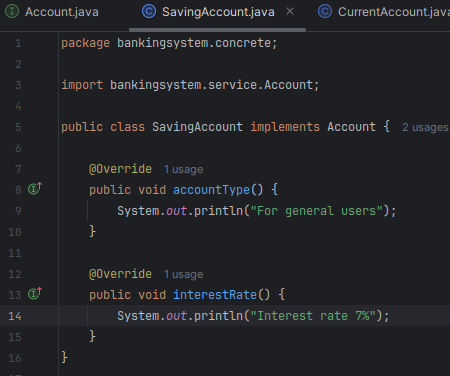 Account.java SavingAccount.java CurrentAccount.java
1 package bankingsystem.concrete;
2
3 import bankingsystem.service.Account;
4
5 public class SavingAccount implements Account { 2 usages
6
7 @Override 1 usage
8 public void accountType() {
9 System.out.println("For general users");
10 }
11
12 @Override 1 usage
13 public void interestRate() {
14 System.out.println("Interest rate 7%");
15 }
16 }